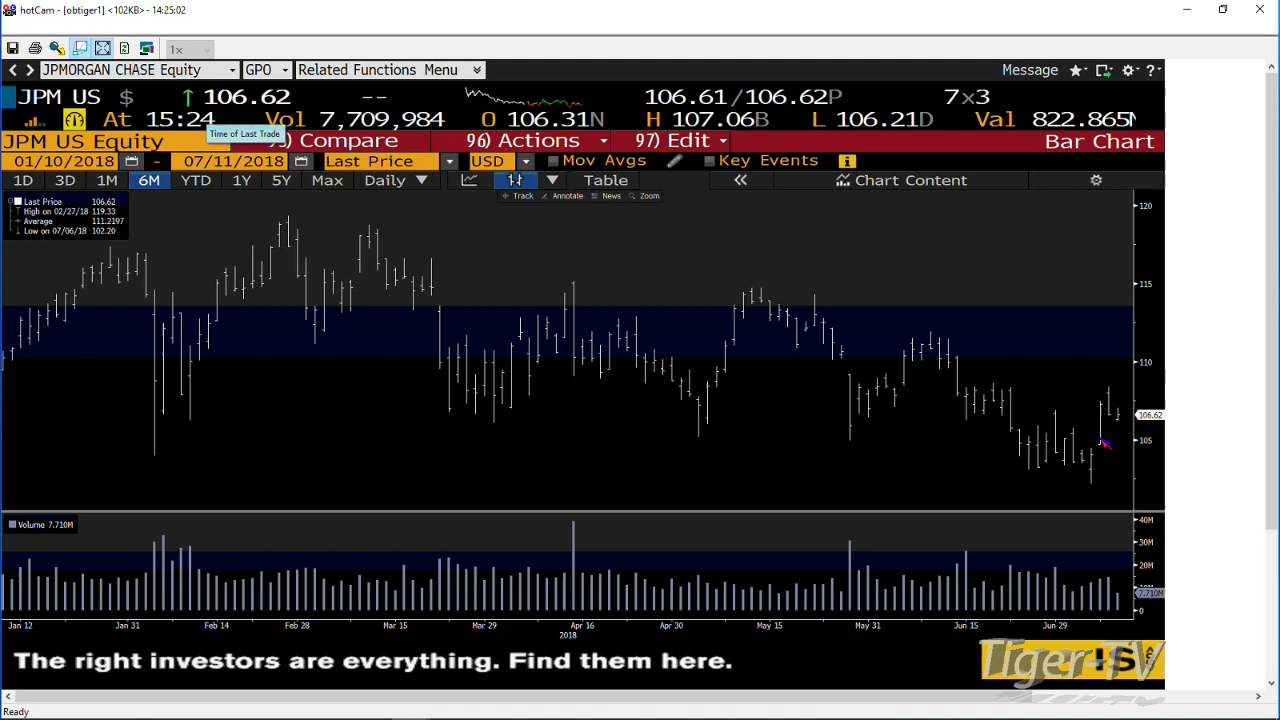 hotCam - [obtiger1] <102KB> - 14:25:02
1x
JPMORGAN CHASE Equity GPO Related Functions Menu Message ?
JPM US $ ↑ 106.62 -- 106.61/106.62P 7x3
At 15:24 Vol 7,709,984 O 106.31N H 107.06B L 106.21D Val 822.865M
Time of Last Trade
JPM US Equity Compare 96) Actions 97) Edit Bar Chart
01/10/2018 - 07/11/2018 Last Price USD Mov Avgs Key Events
1D 3D 1M 6M YTD 1Y 5Y Max Daily Table « Chart Content
Track Annotate News Zoom
Last Price 106.62
High on 02/27/18 119.33
Average 111.2197
Low on 07/06/18 102.20
120
115
110
106.62
105
Volume 7.710M
40M
30M
20M
7.710M
0
Jan 12 Jan 31 Feb 14 Feb 28 Mar 15 Mar 29 Apr 16 Apr 30 May 15 May 31 Jun 15 Jun 29
2018
The right investors are everything. Find them here.
Tiger-TV
Ready